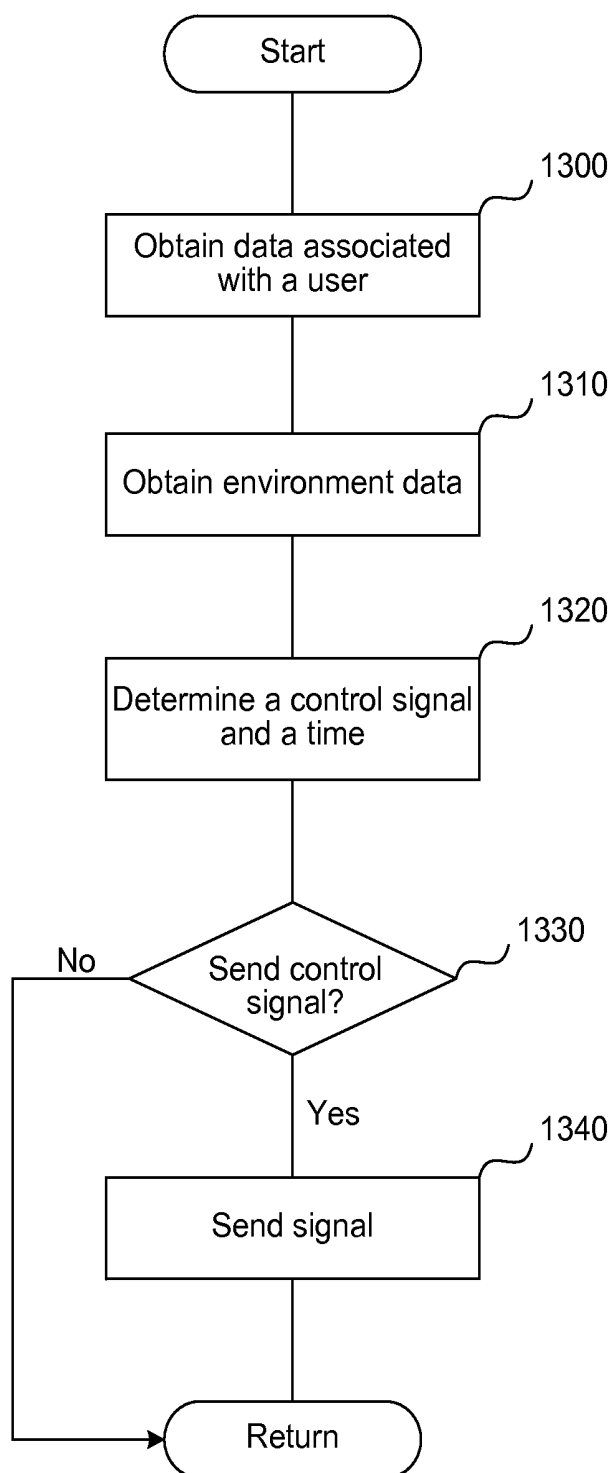 Start
1300
Obtain data associated
with a user
1310
Obtain environment data
1320
Determine a control signal
and a time
1330
No
Send control
signal?
Yes
1340
Send signal
Return